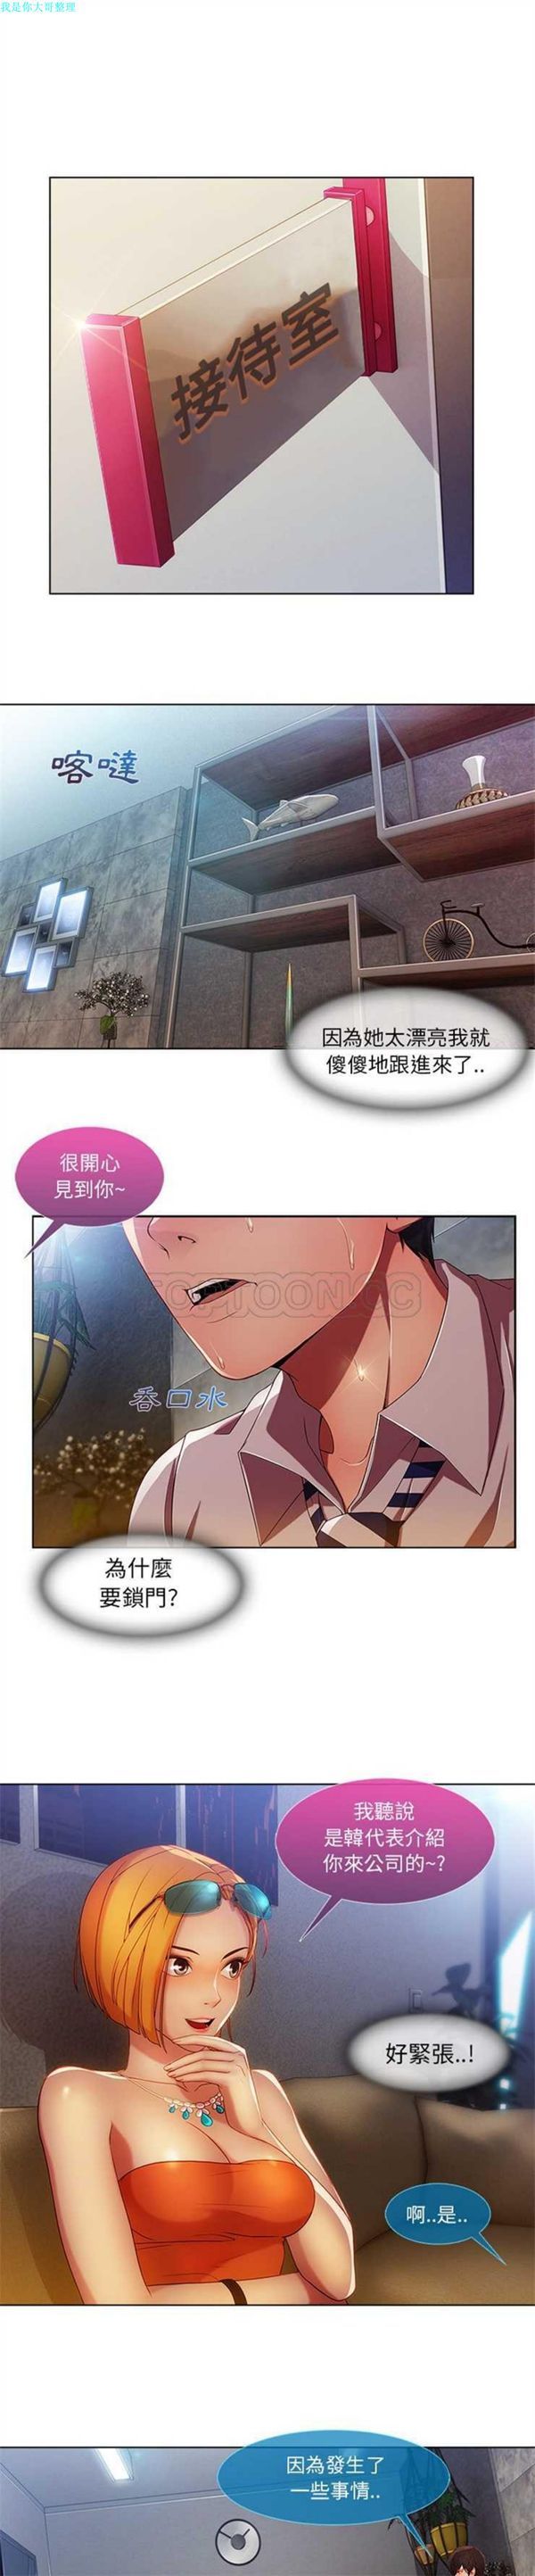 我是你大哥整理
接待室
喀噠
因為她太漂亮我就
傻傻地跟進來了..
很開心
見到你~
TOPTOON.CC
吞口水
為什麼
要鎖門?
我聽說
是韓代表介紹
你來公司的~?
好緊張..!
啊..是..
因為發生了
一些事情..